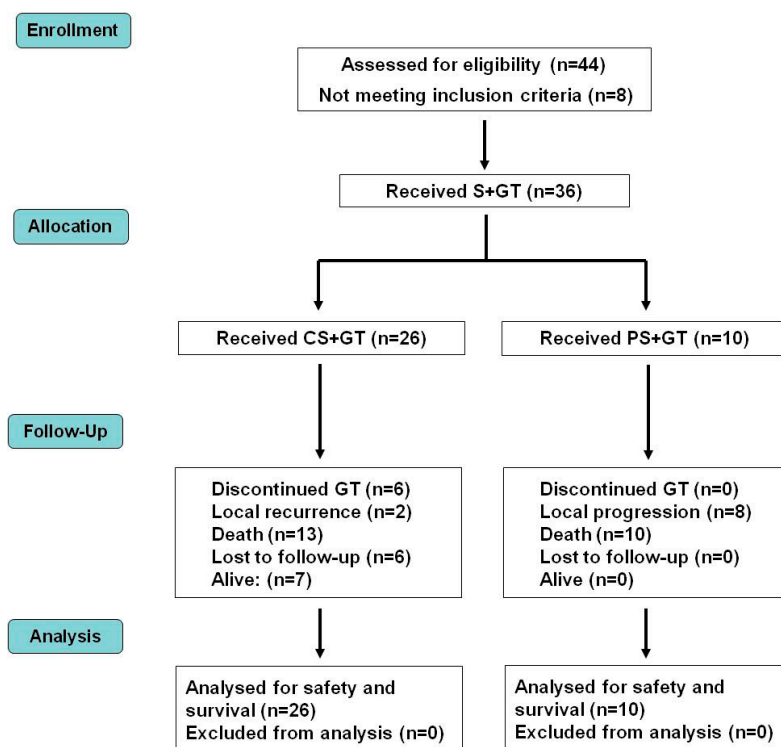 Enrollment
Assessed for eligibility (n=44)
Not meeting inclusion criteria (n=8)
Received S+GT (n=36)
Allocation
Received CS+GT (n=26)
Received PS+GT (n=10)
Follow-Up
Discontinued GT (n=6)
Local recurrence (n=2)
Death (n=13)
Lost to follow-up (n=6)
Alive: (n=7)
Discontinued GT (n=0)
Local progression (n=8)
Death (n=10)
Lost to follow-up (n=0)
Alive (n=0)
Analysis
Analysed for safety and
survival (n=26)
Excluded from analysis (n=0)
Analysed for safety and
survival (n=10)
Excluded from analysis (n=0)